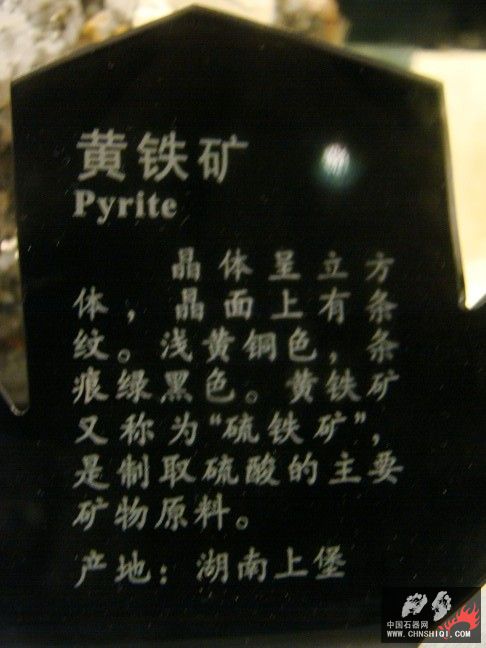 黄铁矿
Pyrite
晶体呈立方
体，晶面上有条
纹。浅黄铜色，条
痕绿黑色。黄铁矿
又称为“硫铁矿”，
是制取硫酸的主要
矿物原料。
产地：湖南上堡
中国石器网
www.CHNSHIQI.com